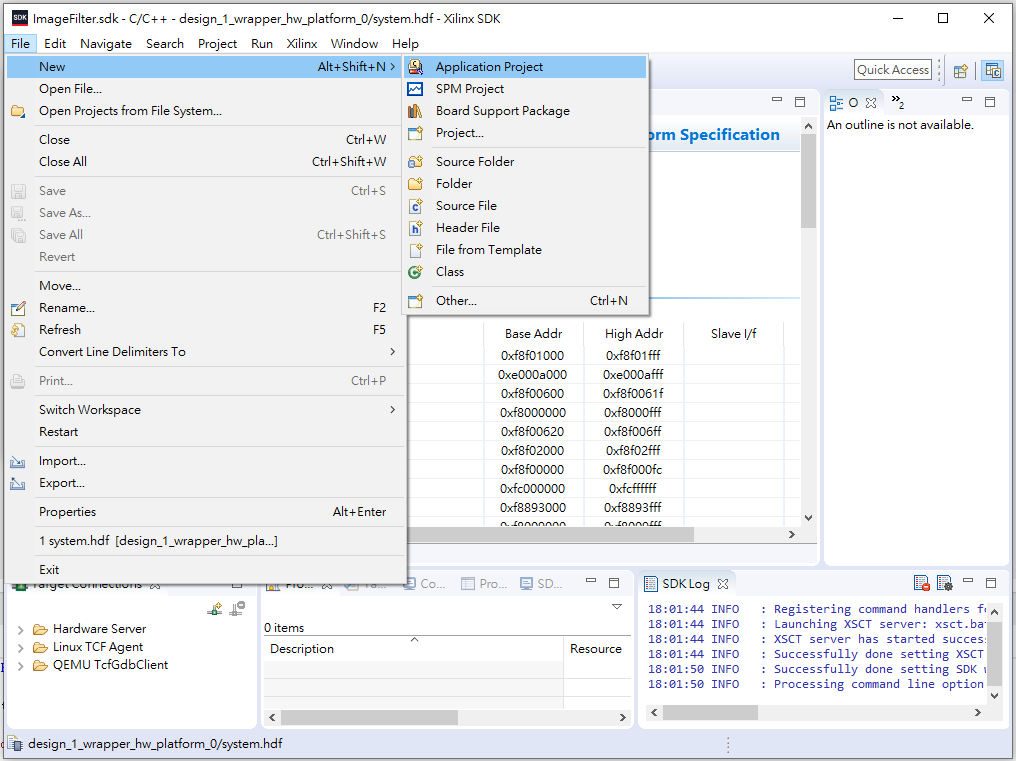 SDK ImageFilter.sdk - C/C++ - design_1_wrapper_hw_platform_0/system.hdf - Xilinx SDK
File Edit Navigate Search Project Run Xilinx Window Help
New Alt+Shift+N
Open File...
Open Projects from File System...
Close Ctrl+W
Close All Ctrl+Shift+W
Save Ctrl+S
Save As...
Save All Ctrl+Shift+S
Revert
Move...
Rename... F2
Refresh F5
Convert Line Delimiters To
Print... Ctrl+P
Switch Workspace
Restart
Import...
Export...
Properties Alt+Enter
1 system.hdf [design_1_wrapper_hw_pla...]
Exit
Application Project
SPM Project
Board Support Package
Project...
Source Folder
Folder
Source File
Header File
File from Template
Class
Other... Ctrl+N
Quick Access
Specification
O 2
An outline is not available.
Base Addr High Addr Slave I/f
0xf8f01000 0xf8f01fff
0xe000a000 0xe000afff
0xf8f00600 0xf8f0061f
0xf8000000 0xf8000fff
0xf8f00620 0xf8f006ff
0xf8f02000 0xf8f02fff
0xf8f00000 0xf8f000fc
0xfc000000 0xfcffffff
0xf8893000 0xf8893fff
Target Connections
Hardware Server
Linux TCF Agent
QEMU TcfGdbClient
Pro... Ta... Co... Pro... SD...
0 items
Description Resource
SDK Log
18:01:44 INFO : Registering command handlers
18:01:44 INFO : Launching XSCT server: xsct.ba
18:01:44 INFO : XSCT server has started succes
18:01:44 INFO : Successfully done setting XSCT
18:01:50 INFO : Successfully done setting SDK
18:01:50 INFO : Processing command line option
design_1_wrapper_hw_platform_0/system.hdf